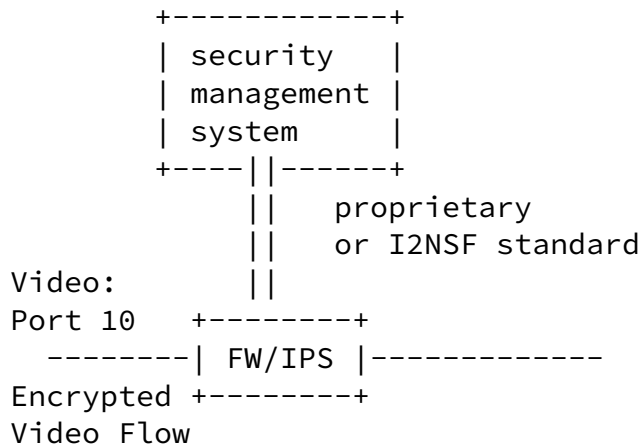 +------------+
| security   |
| management |
| system     |
+----||------+
||   proprietary
||   or I2NSF standard
Video:       ||
Port 10   +--------+
--------| FW/IPS |-------------
Encrypted +--------+
Video Flow